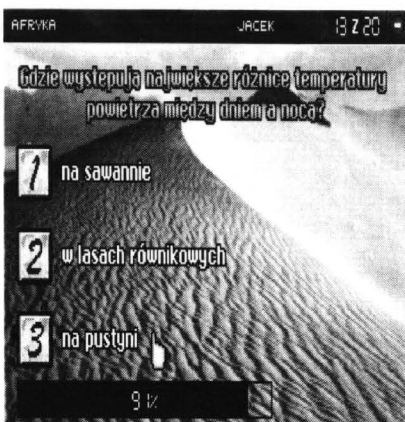 AFRYKA JACEK 13 Z 20
Gdzie występują największe różnice temperatury
powietrza między dniem a nocą?
1 na sawannie
2 w lasach równikowych
3 na pustyni
91%